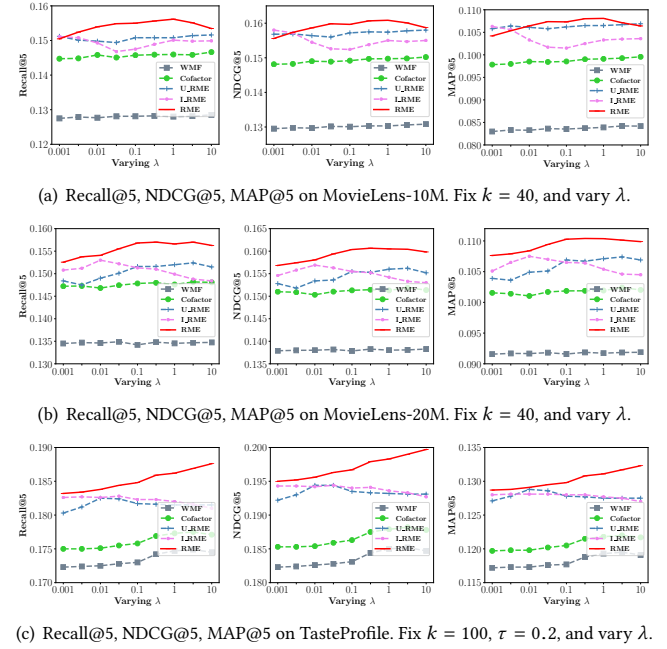 0.16
0.15
0.14
0.13
0.12
Recall@5
WMF
Cofactor
U_RME
I_RME
RME
0.001 0.01 0.1 1 10
Varying λ
0.16
0.15
0.14
0.13
NDCG@5
WMF
Cofactor
U_RME
I_RME
RME
0.001 0.01 0.1 1 10
Varying λ
0.110
0.105
0.100
0.095
0.090
0.085
0.080
MAP@5
WMF
Cofactor
U_RME
I_RME
RME
0.001 0.01 0.1 1 10
Varying λ
(a) Recall@5, NDCG@5, MAP@5 on MovieLens-10M. Fix k = 40, and vary λ.
0.160
0.155
0.150
0.145
0.140
0.135
0.130
Recall@5
WMF
Cofactor
U_RME
I_RME
RME
0.001 0.01 0.1 1 10
Varying λ
0.165
0.160
0.155
0.150
0.145
0.140
0.135
NDCG@5
WMF
Cofactor
U_RME
I_RME
RME
0.001 0.01 0.1 1 10
Varying λ
0.110
0.105
0.100
0.095
0.090
MAP@5
WMF
Cofactor
U_RME
I_RME
RME
0.001 0.01 0.1 1 10
Varying λ
(b) Recall@5, NDCG@5, MAP@5 on MovieLens-20M. Fix k = 40, and vary λ.
0.190
0.185
0.180
0.175
0.170
Recall@5
WMF
Cofactor
U_RME
I_RME
RME
0.001 0.01 0.1 1 10
Varying λ
0.200
0.195
0.190
0.185
0.180
NDCG@5
WMF
Cofactor
U_RME
I_RME
RME
0.001 0.01 0.1 1 10
Varying λ
0.135
0.130
0.125
0.120
0.115
MAP@5
WMF
Cofactor
U_RME
I_RME
RME
0.001 0.01 0.1 1 10
Varying λ
(c) Recall@5, NDCG@5, MAP@5 on TasteProfile. Fix k = 100, τ = 0.2, and vary λ.